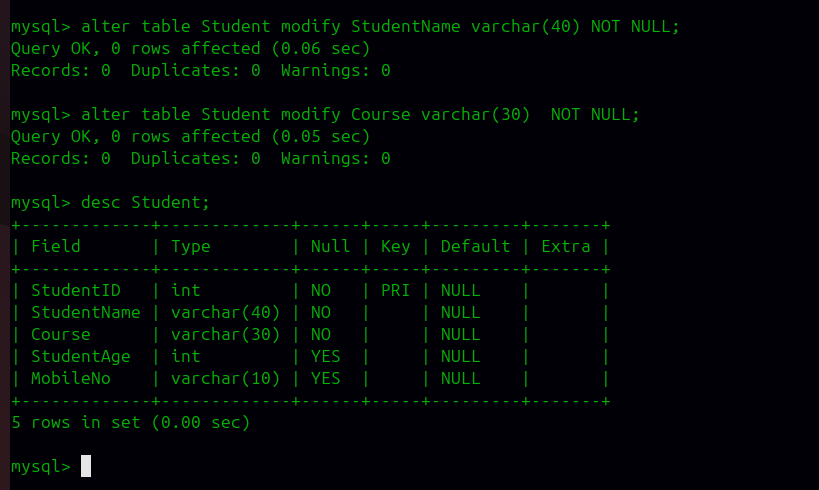 mysql> alter table Student modify StudentName varchar(40) NOT NULL;
Query OK, 0 rows affected (0.06 sec)
Records: 0  Duplicates: 0  Warnings: 0

mysql> alter table Student modify Course varchar(30)  NOT NULL;
Query OK, 0 rows affected (0.05 sec)
Records: 0  Duplicates: 0  Warnings: 0

mysql> desc Student;
+-------------+-------------+------+-----+---------+-------+
| Field       | Type        | Null | Key | Default | Extra |
+-------------+-------------+------+-----+---------+-------+
| StudentID   | int         | NO   | PRI | NULL    |       |
| StudentName | varchar(40) | NO   |     | NULL    |       |
| Course      | varchar(30) | NO   |     | NULL    |       |
| StudentAge  | int         | YES  |     | NULL    |       |
| MobileNo    | varchar(10) | YES  |     | NULL    |       |
+-------------+-------------+------+-----+---------+-------+
5 rows in set (0.00 sec)

mysql>